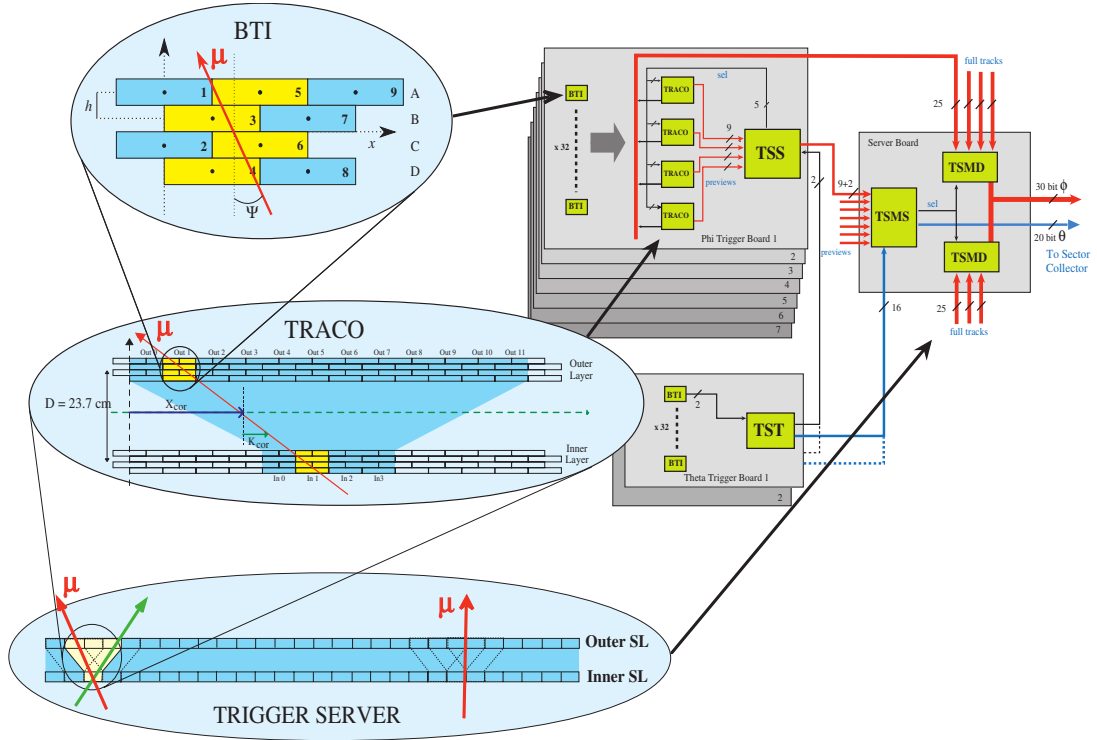 BTI
μ
1
5
9
A
h
3
7
B
x
2
6
C
4
8
D
Ψ
TRACO
μ
Out 0
Out 1
Out 2
Out 3
Out 4
Out 5
Out 6
Out 7
Out 8
Out 9
Out 10
Out 11
Outer
Layer
D = 23.7 cm
Xcor
Kcor
Inner
Layer
In 0
In 1
In 2
In3
μ
μ
Outer SL
Inner SL
TRIGGER SERVER
BTI
x 32
BTI
sel
TRACO
TRACO
TRACO
TRACO
5
9
previews
TSS
2
Phi Trigger Board 1
2
3
4
5
6
7
full tracks
25
Server Board
TSMD
9+2
TSMS
sel
previews
TSMD
30 bit ϕ
20 bit θ
To Sector
Collector
16
25
full tracks
BTI
2
x 32
BTI
TST
Theta Trigger Board 1
2